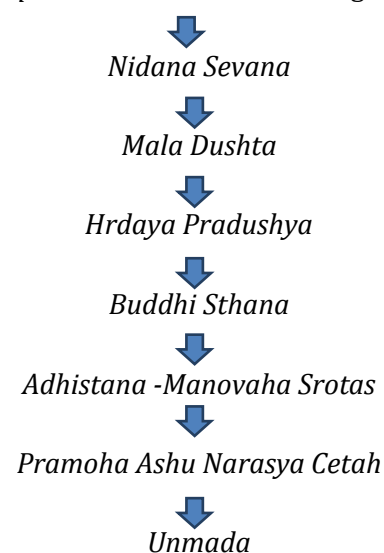 Nidana Sevana
Mala Dushta
Hrdaya Pradushya
Buddhi Sthana
Adhistana -Manovaha Srotas
Pramoha Ashu Narasya Cetah
Unmada